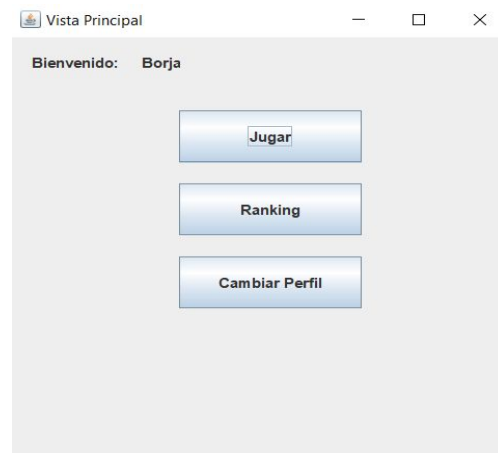 Vista Principal
Bienvenido: Borja
Jugar
Ranking
Cambiar Perfil